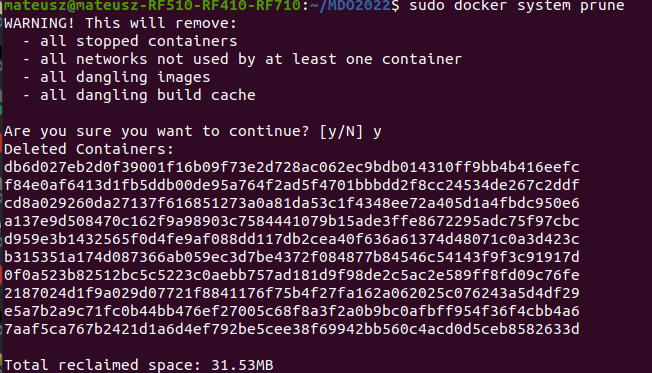 mateusz@mateusz-RF510-RF410-RF710:~/MDO2022$ sudo docker system prune
WARNING! This will remove:
  - all stopped containers
  - all networks not used by at least one container
  - all dangling images
  - all dangling build cache

Are you sure you want to continue? [y/N] y
Deleted Containers:
db6d027eb2d0f39001f16b09f73e2d728ac062ec9bdb014310ff9bb4b416eefc
f84e0af6413d1fb5ddb00de95a764f2ad5f4701bbbdd2f8cc24534de267c2ddf
cd8a029260da27137f616851273a0a81da53c1f4348ee72a405d1a4fbdc950e6
a137e9d508470c162f9a98903c7584441079b15ade3ffe8672295adc75f97cbc
d959e3b1432565f0d4fe9af088dd117db2cea40f636a61374d48071c0a3d423c
b315351a174d087366ab059ec3d7be4372f084877b84546c54143f9f3c91917d
0f0a523b82512bc5c5223c0aebb757ad181d9f98de2c5ac2e589ff8fd09c76fe
2187024d1f9a029d07721f8841176f75b4f27fa162a062025c076243a5d4df29
e5a7b2a9c71fc0b44bb476ef27005c68f8a3f2a0b9bc0afbff954f36f4cbb4a6
7aaf5ca767b2421d1a6d4ef792be5cee38f69942bb560c4acd0d5ceb8582633d

Total reclaimed space: 31.53MB